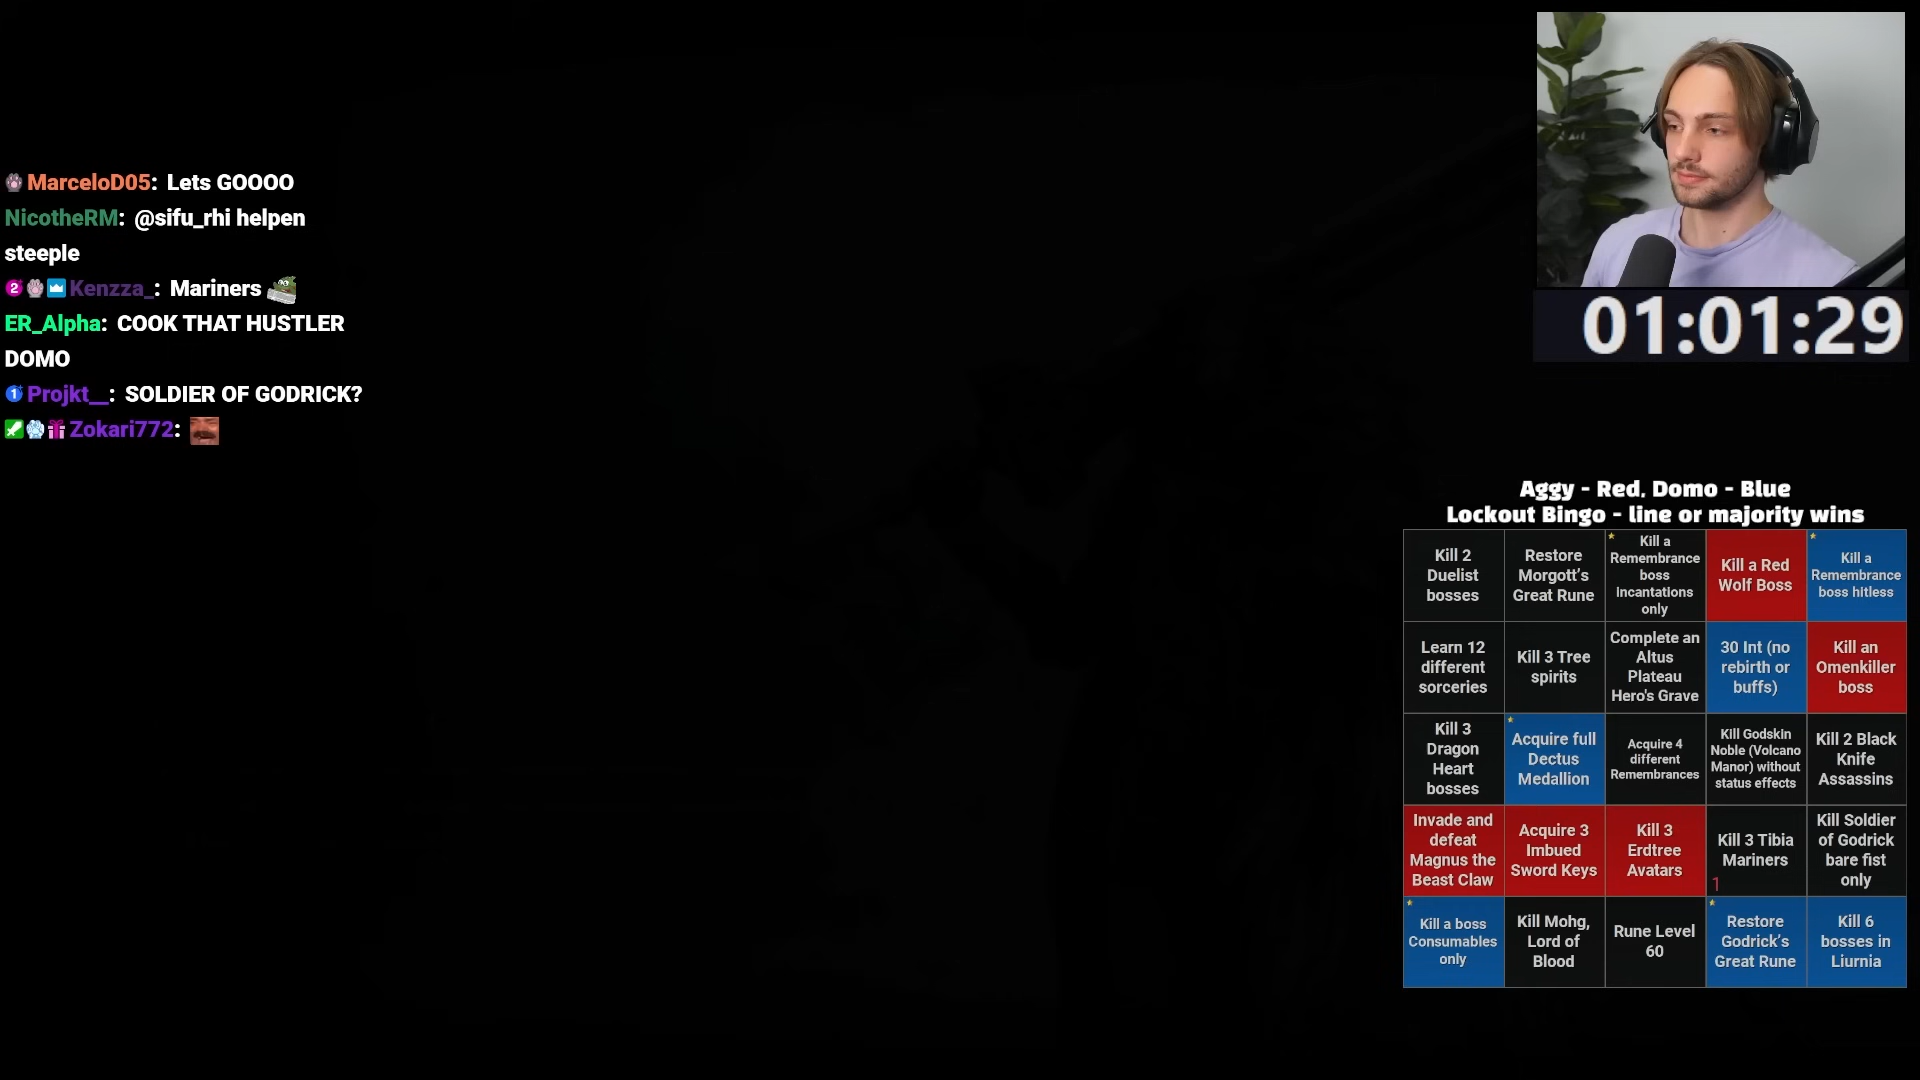 MarceloD05: Lets GOOOO
NicotheRM: @sifu_rhi helpen
steeple
2 Kenzza_: Mariners
ER_Alpha: COOK THAT HUSTLER
DOMO
1 Projkt__: SOLDIER OF GODRICK?
Zokari772:
01:01:29
Aggy - Red, Domo - Blue
Lockout Bingo - line or majority wins
Kill 2
Duelist
bosses
Restore
Morgott's
Great Rune
Kill a
Remembrance
boss
Incantations
only
Kill a Red
Wolf Boss
Kill a
Remembrance
boss hitless
Learn 12
different
sorceries
Kill 3 Tree
spirits
Complete an
Altus
Plateau
Hero's Grave
30 Int (no
rebirth or
buffs)
Kill an
Omenkiller
boss
Kill 3
Dragon
Heart
bosses
Acquire full
Dectus
Medallion
Acquire 4
different
Remembrances
Kill Godskin
Noble (Volcano
Manor) without
status effects
Kill 2 Black
Knife
Assassins
Invade and
defeat
Magnus the
Beast Claw
Acquire 3
Imbued
Sword Keys
Kill 3
Erdtree
Avatars
Kill 3 Tibia
Mariners
1
Kill Soldier
of Godrick
bare fist
only
Kill a boss
Consumables
only
Kill Mohg,
Lord of
Blood
Rune Level
60
Restore
Godrick's
Great Rune
Kill 6
bosses in
Liurnia